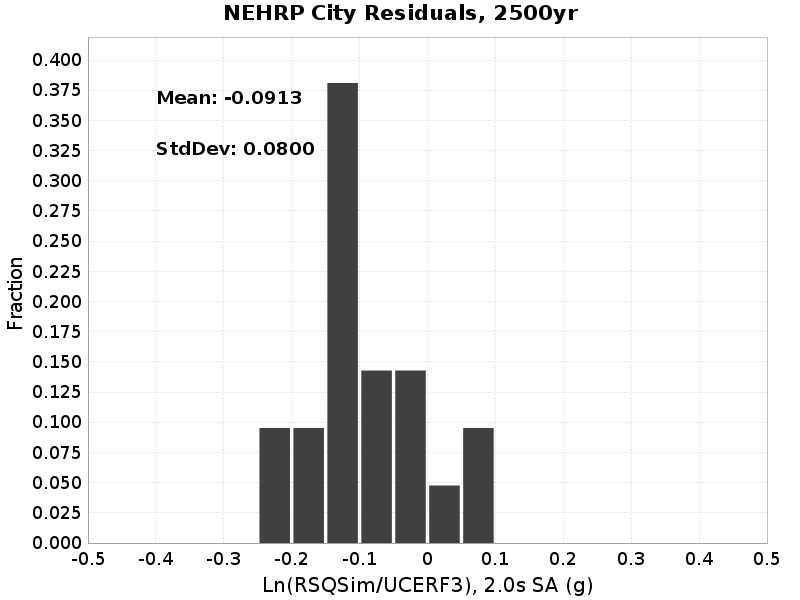 NEHRP City Residuals, 2500yr
0.400
0.375
0.350
0.325
0.300
0.275
0.250
0.225
0.200
0.175
0.150
0.125
0.100
0.075
0.050
0.025
0.000
Fraction
Mean: -0.0913
StdDev: 0.0800
-0.5 -0.4 -0.3 -0.2 -0.1 0 0.1 0.2 0.3 0.4 0.5
Ln(RSQSim/UCERF3), 2.0s SA (g)